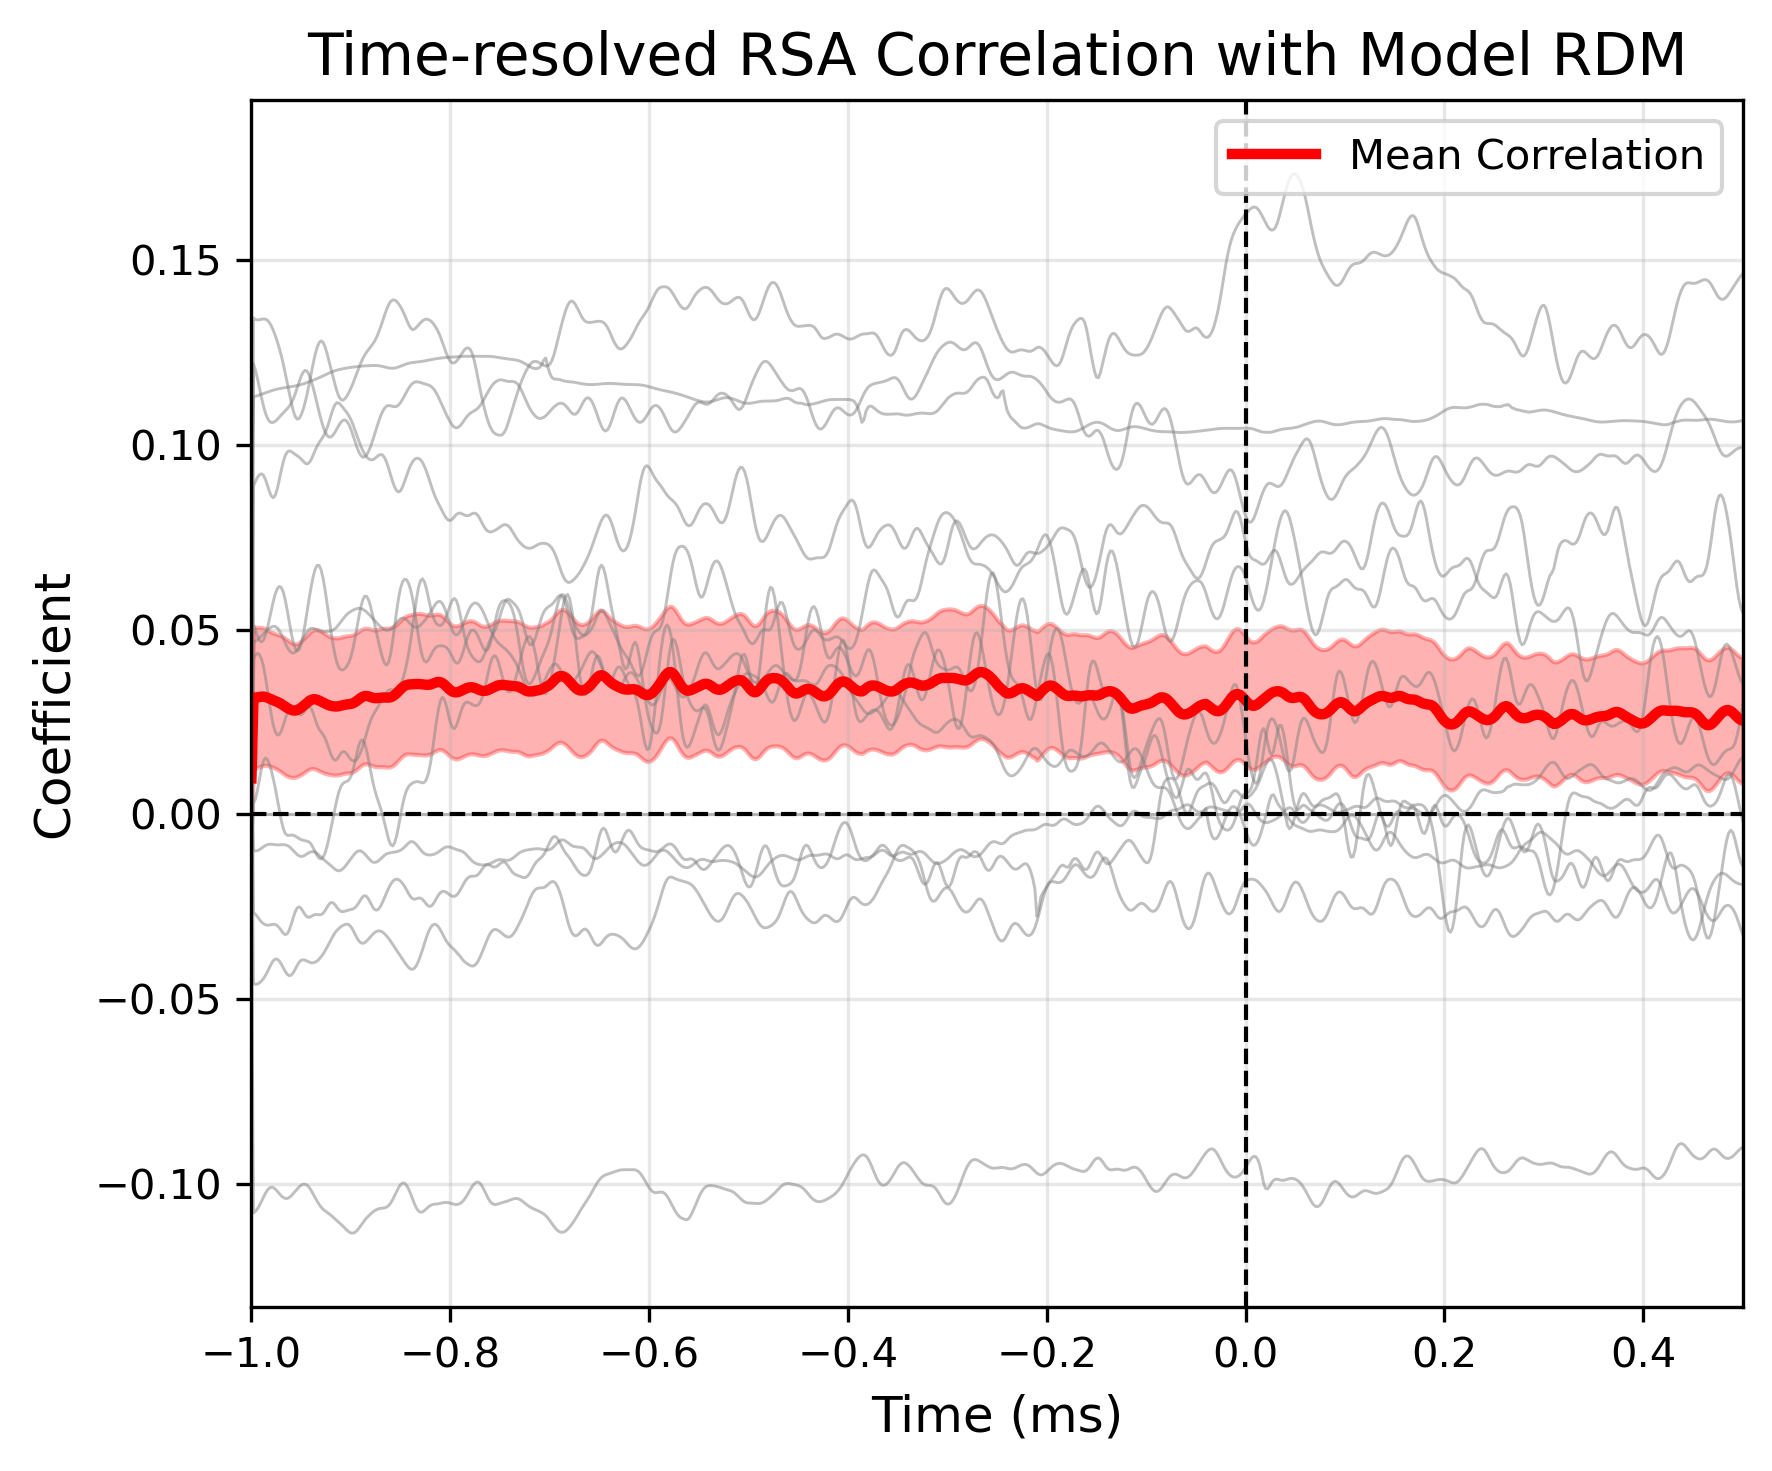 Time-resolved RSA Correlation with Model RDM
Mean Correlation
Coefficient
0.15
0.10
0.05
0.00
−0.05
−0.10
−1.0 −0.8 −0.6 −0.4 −0.2 0.0 0.2 0.4
Time (ms)